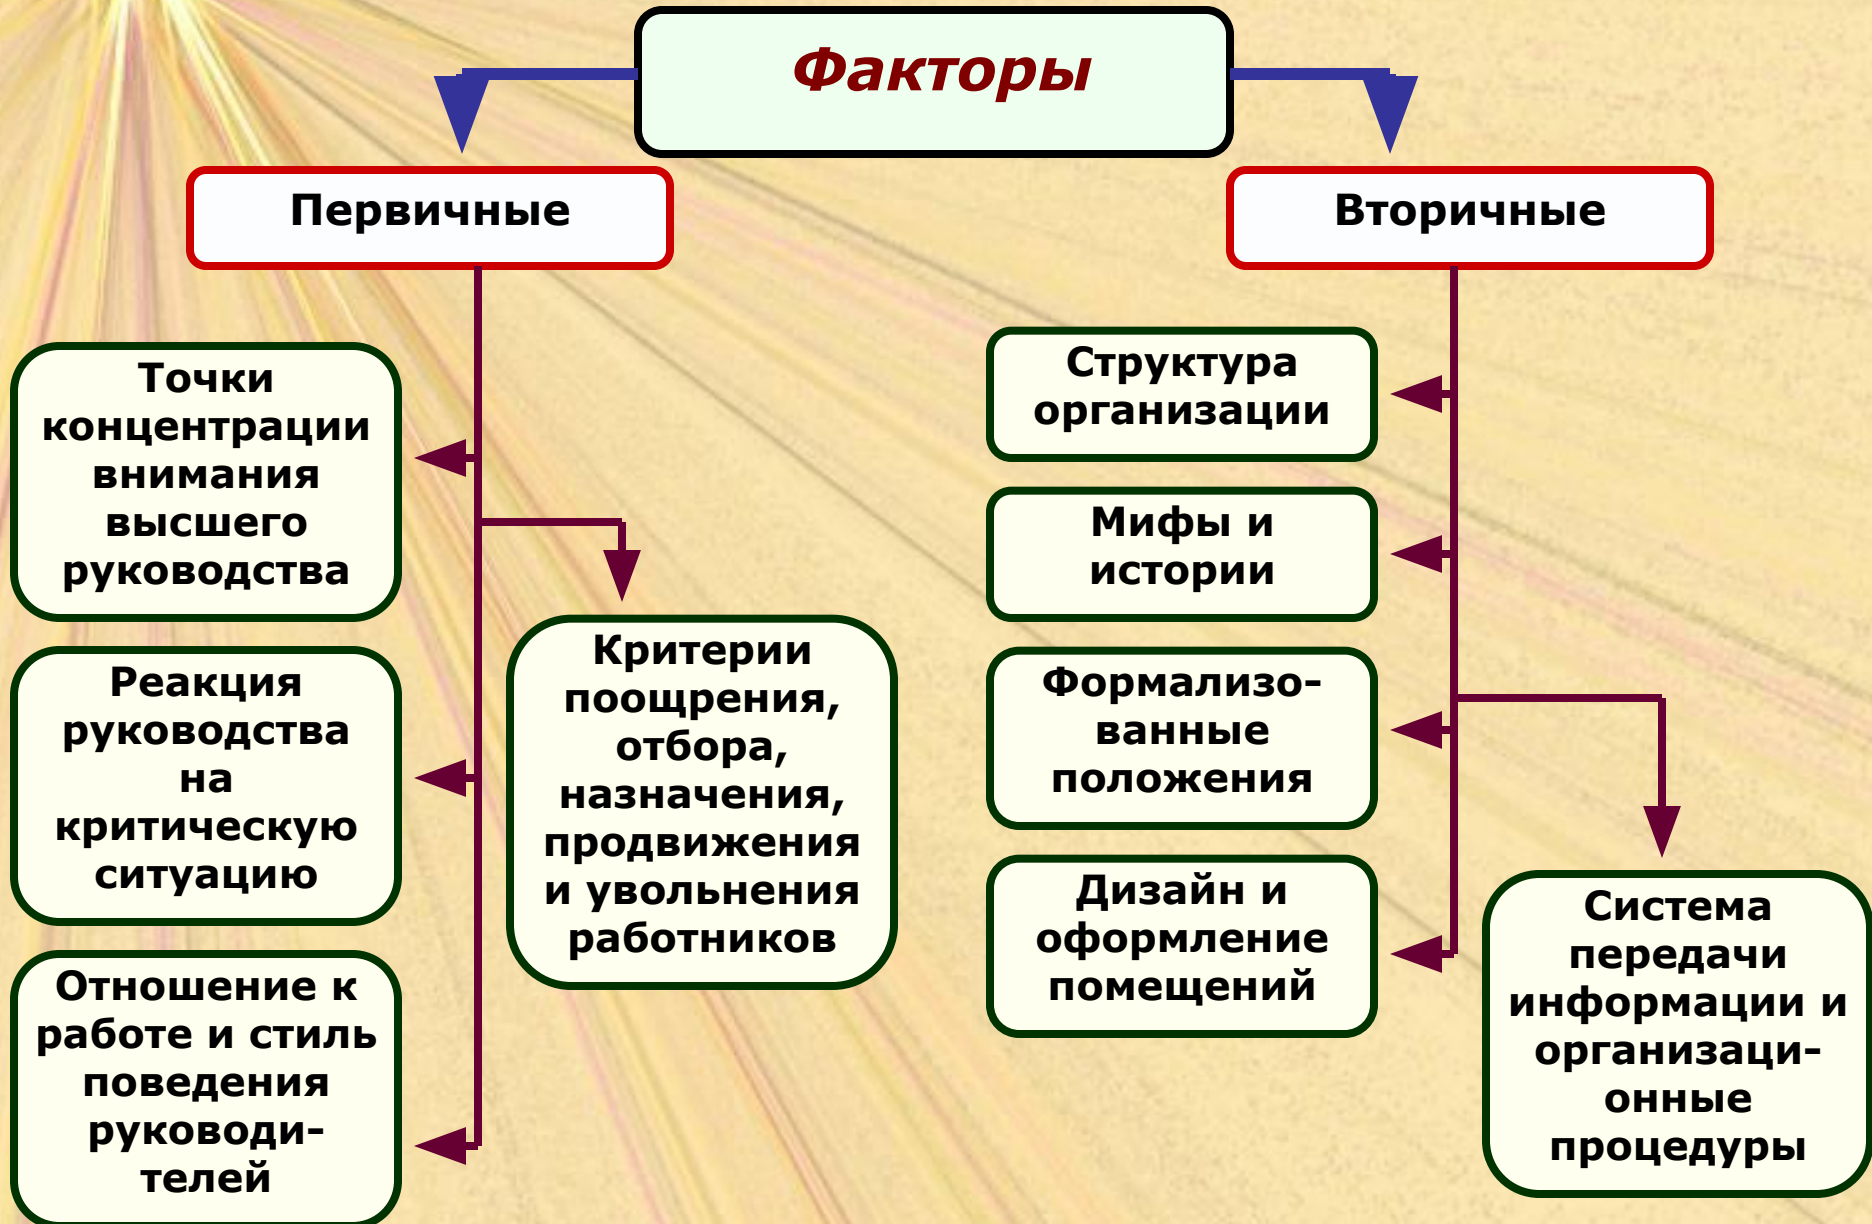 Факторы
Первичные
Вторичные
Точки
концентрации
внимания
высшего
руководства
Реакция
руководства
на
критическую
ситуацию
Отношение к
работе и стиль
поведения
руководи-
телей
Критерии
поощрения,
отбора,
назначения,
продвижения
и увольнения
работников
Структура
организации
Мифы и
истории
Формализо-
ванные
положения
Дизайн и
оформление
помещений
Система
передачи
информации и
организаци-
онные
процедуры